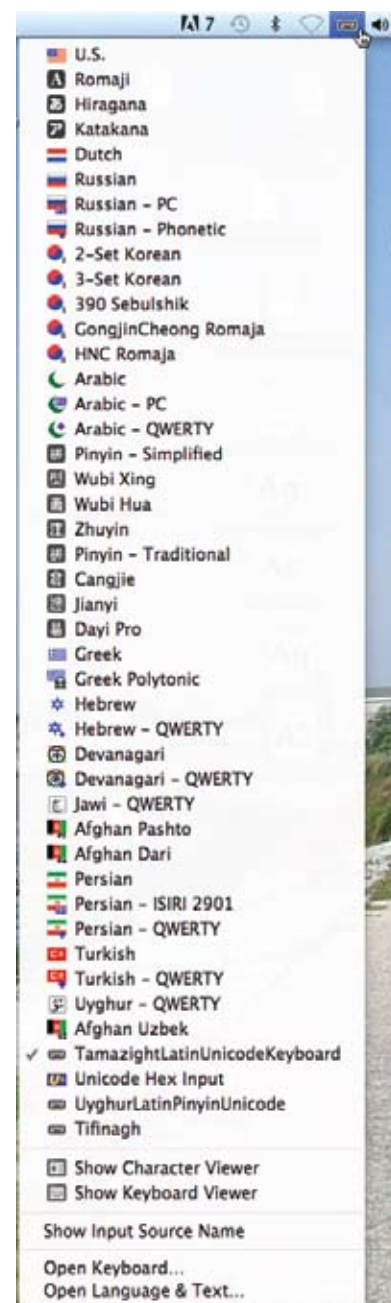 7
U.S.
Romaji
Hiragana
Katakana
Dutch
Russian
Russian – PC
Russian – Phonetic
2-Set Korean
3-Set Korean
390 Sebulshik
GongjinCheong Romaja
HNC Romaja
Arabic
Arabic – PC
Arabic – QWERTY
Pinyin – Simplified
Wubi Xing
Wubi Hua
Zhuyin
Pinyin – Traditional
Cangjie
Jianyi
Dayi Pro
Greek
Greek Polytonic
Hebrew
Hebrew – QWERTY
Devanagari
Devanagari – QWERTY
Jawi – QWERTY
Afghan Pashto
Afghan Dari
Persian
Persian – ISIRI 2901
Persian – QWERTY
Turkish
Turkish – QWERTY
Uyghur – QWERTY
Afghan Uzbek
✓ TamazightLatinUnicodeKeyboard
Unicode Hex Input
UyghurLatinPinyinUnicode
Tifinagh
Show Character Viewer
Show Keyboard Viewer
Show Input Source Name
Open Keyboard...
Open Language & Text...